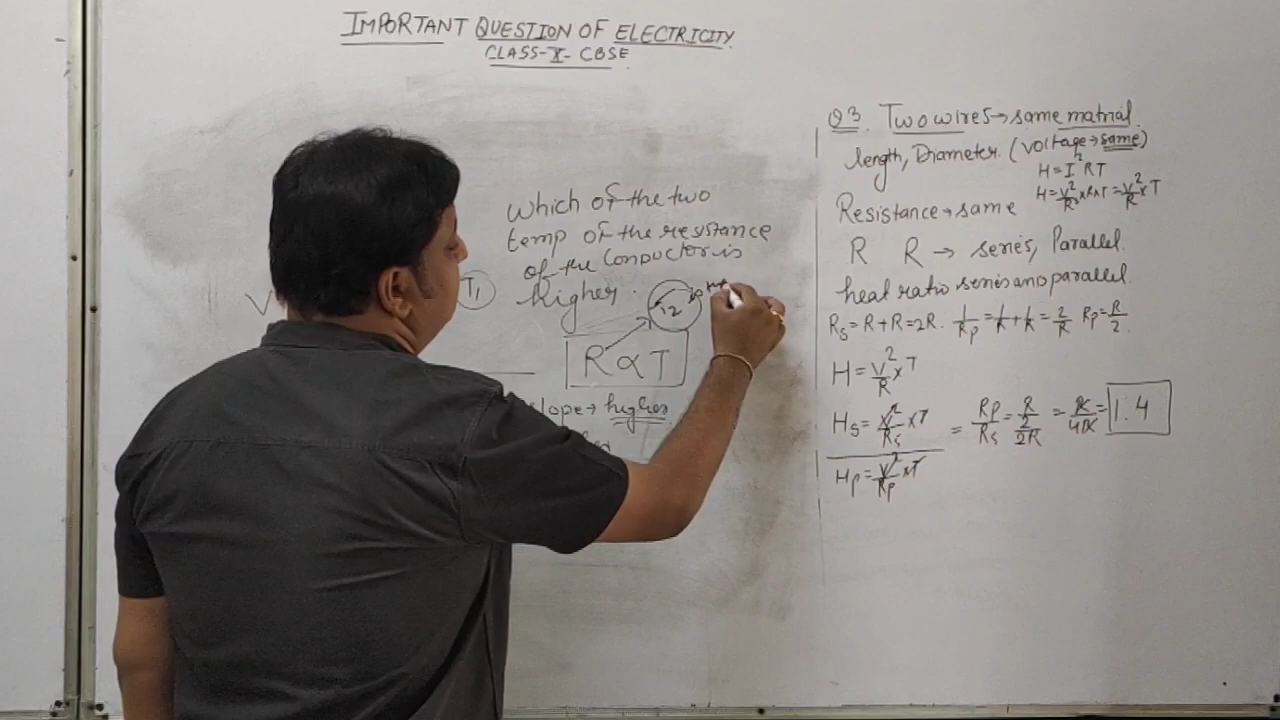 IMPORTANT QUESTION OF ELECTRICITY
CLASS-X- CBSE
V
T1
Which of the two
temp of the resistance
of the conductor is
higher.
T2 is
R ∝ T
slope → higher
Q3. Two wires → same matrial
length, Diameter. (voltage → same)
H = I² R T
H = V²/R² × R × T = V²/R × T
Resistance → same
R R → series, Parallel.
heat ratio series and parallel
Rs = R + R = 2R. 1/Rp = 1/R + 1/R = 2/R Rp = R/2.
H = V²/R × T
Hs = V²/Rs × T
Hp = V²/Rp × T
= Rp/Rs = R/2/2R = R/4R = 1.4